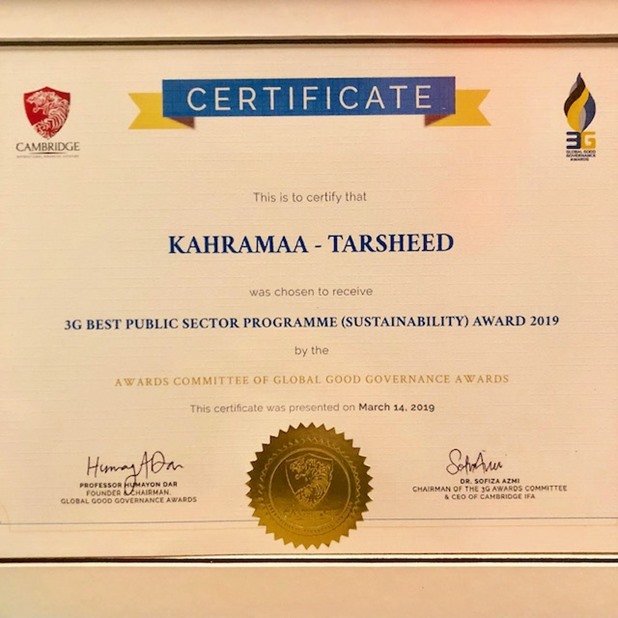 CERTIFICATE
CAMBRIDGE
3G
GLOBAL GOOD
GOVERNANCE
AWARDS
This is to certify that
KAHRAMAA - TARSHEED
was chosen to receive
3G BEST PUBLIC SECTOR PROGRAMME (SUSTAINABILITY) AWARD 2019
by the
AWARDS COMMITTEE OF GLOBAL GOOD GOVERNANCE AWARDS
This certificate was presented on March 14, 2019
PROFESSOR HUMAYON DAR
FOUNDER & CHAIRMAN,
GLOBAL GOOD GOVERNANCE AWARDS
DR. SOFIZA AZMI
CHAIRMAN OF THE 3G AWARDS COMMITTEE
& CEO OF CAMBRIDGE IFA